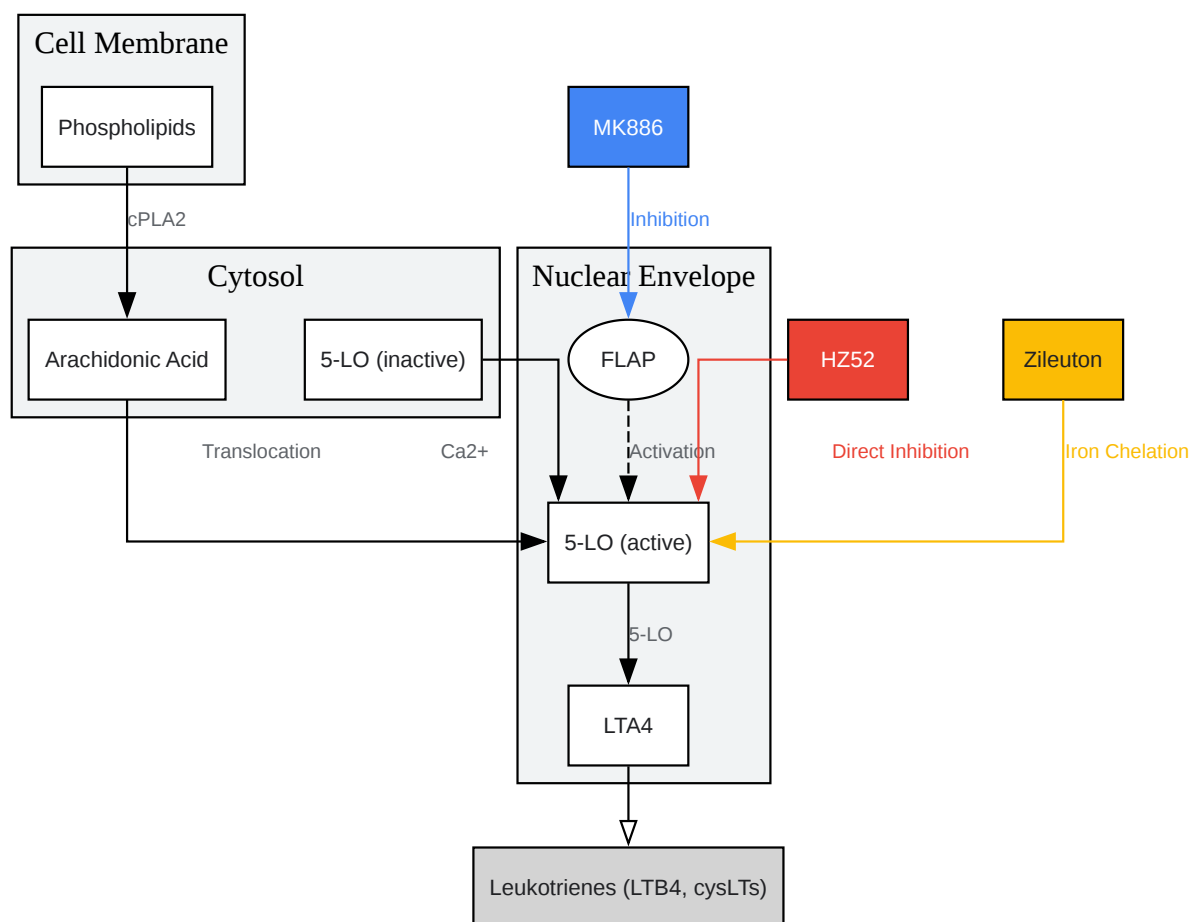 Cell Membrane
Phospholipids
MK886
cPLA2
Inhibition
Cytosol
Nuclear Envelope
Arachidonic Acid
5-LO (inactive)
FLAP
HZ52
Zileuton
Translocation
Ca2+
Activation
Direct Inhibition
Iron Chelation
5-LO (active)
5-LO
LTA4
Leukotrienes (LTB4, cysLTs)